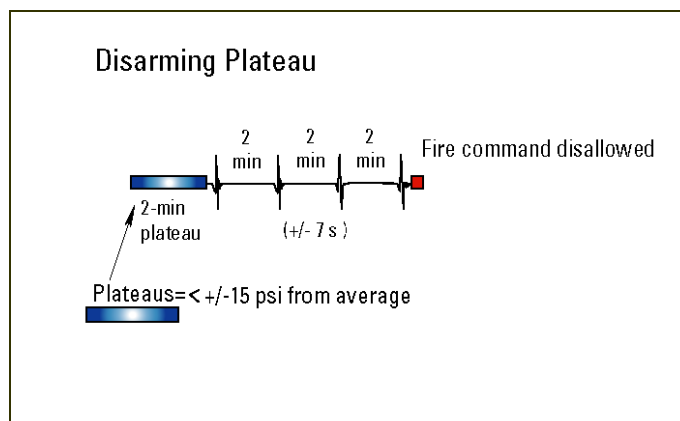 Disarming Plateau
2 2 2
min min min
Fire command disallowed
2-min
plateau
(+/- 7 s )
Plateaus=< +/-15 psi from average